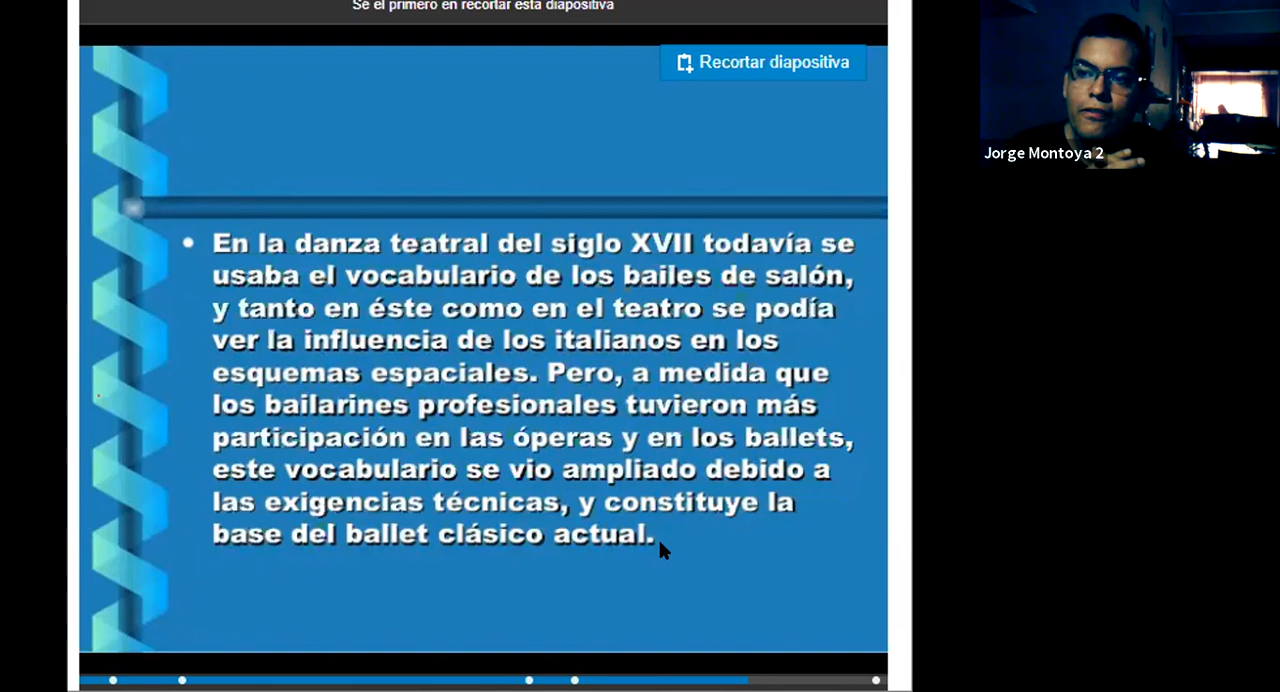 Se el primero en recortar esta diapositiva
Recortar diapositiva
Jorge Montoya 2
• En la danza teatral del siglo XVII todavía se
usaba el vocabulario de los bailes de salón,
y tanto en éste como en el teatro se podía
ver la influencia de los italianos en los
esquemas espaciales. Pero, a medida que
los bailarines profesionales tuvieron más
participación en las óperas y en los ballets,
este vocabulario se vio ampliado debido a
las exigencias técnicas, y constituye la
base del ballet clásico actual.